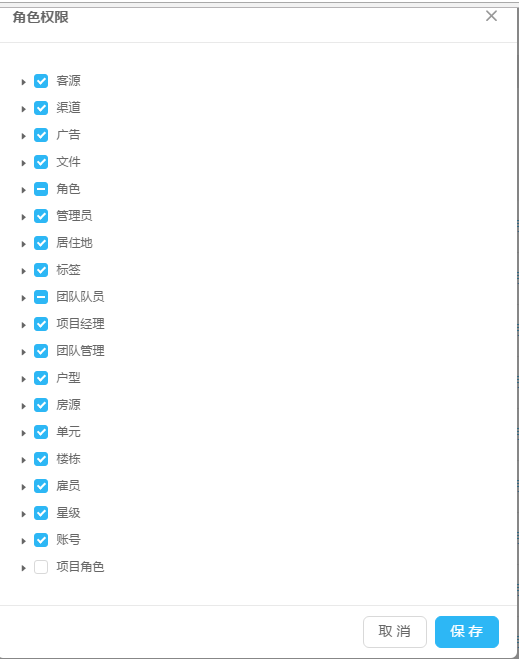 角色权限
客源
渠道
广告
文件
角色
管理员
居住地
标签
团队队员
项目经理
团队管理
户型
房源
单元
楼栋
雇员
星级
账号
项目角色
取消
保存